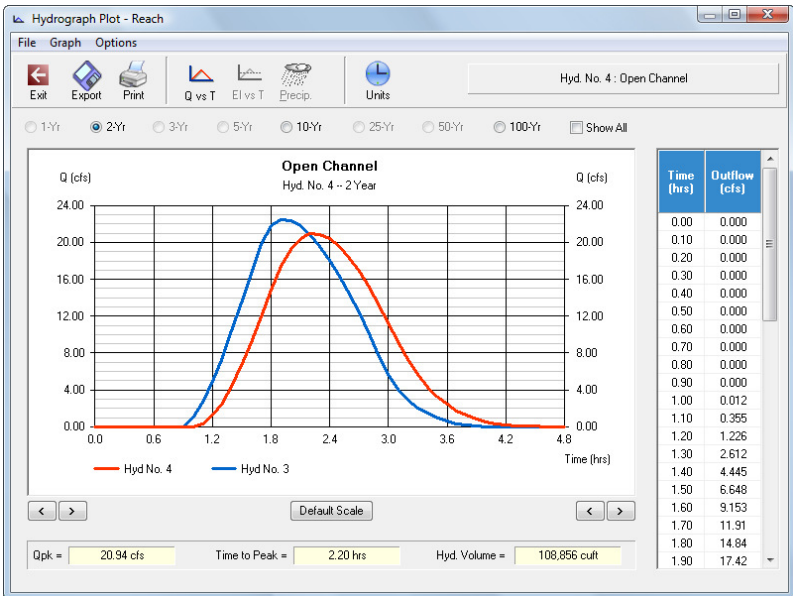 Hydrograph Plot - Reach
File Graph Options
Exit Export Print Q vs T El vs T Precip. Units Hyd. No. 4 : Open Channel
1-Yr 2-Yr 3-Yr 5-Yr 10-Yr 25-Yr 50-Yr 100-Yr Show All
Open Channel
Hyd. No. 4 -- 2 Year
Q (cfs) Q (cfs)
24.00 24.00
20.00 20.00
16.00 16.00
12.00 12.00
8.00 8.00
4.00 4.00
0.00 0.00
0.0 0.6 1.2 1.8 2.4 3.0 3.6 4.2 4.8
Time (hrs)
Hyd No. 4 Hyd No. 3
< > Default Scale < >
Qpk = 20.94 cfs Time to Peak = 2.20 hrs Hyd. Volume = 108,856 cuft
Time Outflow
(hrs) (cfs)
0.00 0.000
0.10 0.000
0.20 0.000
0.30 0.000
0.40 0.000
0.50 0.000
0.60 0.000
0.70 0.000
0.80 0.000
0.90 0.000
1.00 0.012
1.10 0.355
1.20 1.226
1.30 2.612
1.40 4.445
1.50 6.648
1.60 9.153
1.70 11.91
1.80 14.84
1.90 17.42